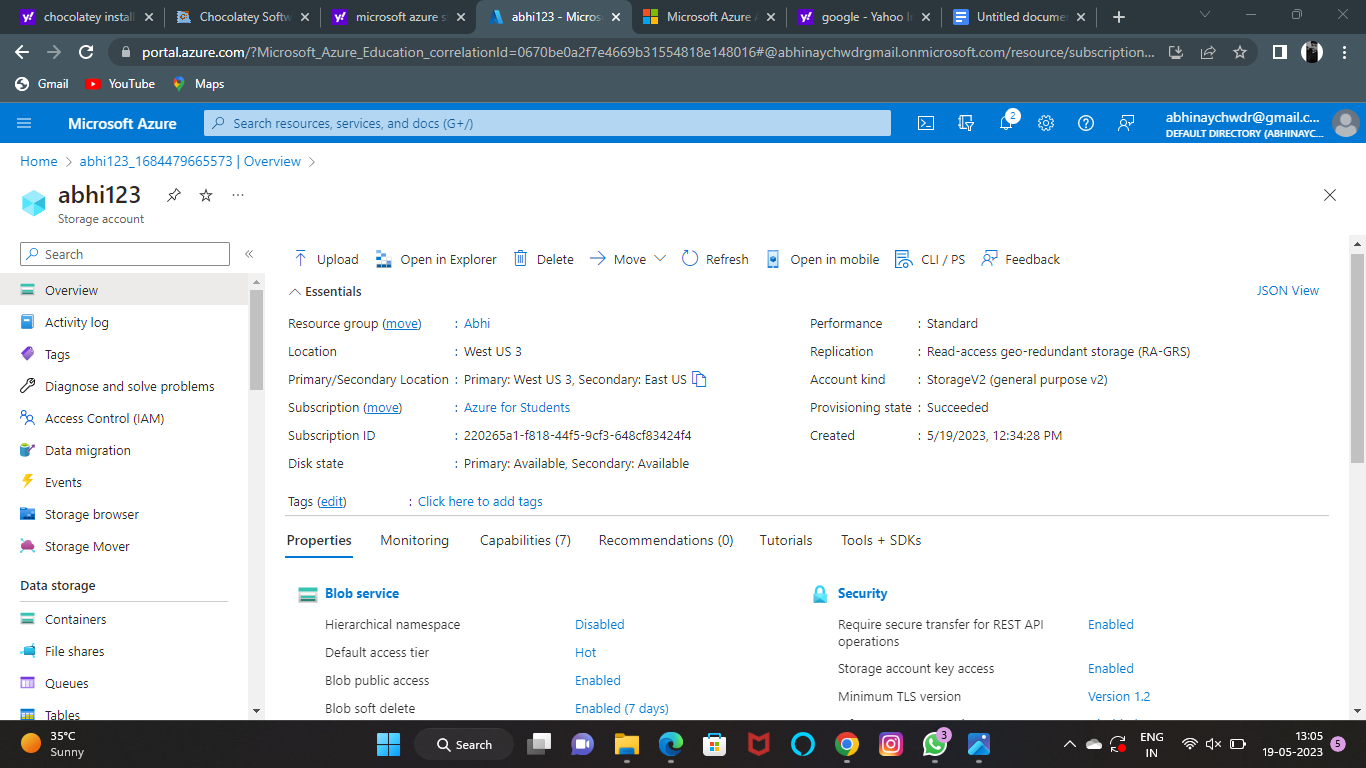 chocolatey install
Chocolatey Softw
microsoft azure s
abhi123 - Micros
Microsoft Azure
google - Yahoo I
Untitled docume
portal.azure.com/?Microsoft_Azure_Education_correlationId=0670be0a2f7e4669b31554818e148016#@abhinaychwdrgmail.onmicrosoft.com/resource/subscription...
Gmail
YouTube
Maps
Microsoft Azure
Search resources, services, and docs (G+/)
2
abhinaychwdr@gmail.c...
DEFAULT DIRECTORY (ABHINAYC...
Home > abhi123_1684479665573 | Overview >
abhi123
Storage account
Search
Overview
Activity log
Tags
Diagnose and solve problems
Access Control (IAM)
Data migration
Events
Storage browser
Storage Mover
Data storage
Containers
File shares
Queues
Tables
Upload
Open in Explorer
Delete
Move
Refresh
Open in mobile
CLI / PS
Feedback
Essentials
JSON View
Resource group (move) : Abhi
Location : West US 3
Primary/Secondary Location : Primary: West US 3, Secondary: East US
Subscription (move) : Azure for Students
Subscription ID : 220265a1-f818-44f5-9cf3-648cf83424f4
Disk state : Primary: Available, Secondary: Available
Performance : Standard
Replication : Read-access geo-redundant storage (RA-GRS)
Account kind : StorageV2 (general purpose v2)
Provisioning state : Succeeded
Created : 5/19/2023, 12:34:28 PM
Tags (edit) : Click here to add tags
Properties
Monitoring
Capabilities (7)
Recommendations (0)
Tutorials
Tools + SDKs
Blob service
Hierarchical namespace Disabled
Default access tier Hot
Blob public access Enabled
Blob soft delete Enabled (7 days)
Security
Require secure transfer for REST API
operations Enabled
Storage account key access Enabled
Minimum TLS version Version 1.2
35°C
Sunny
Search
3
ENG
IN
13:05
19-05-2023
5